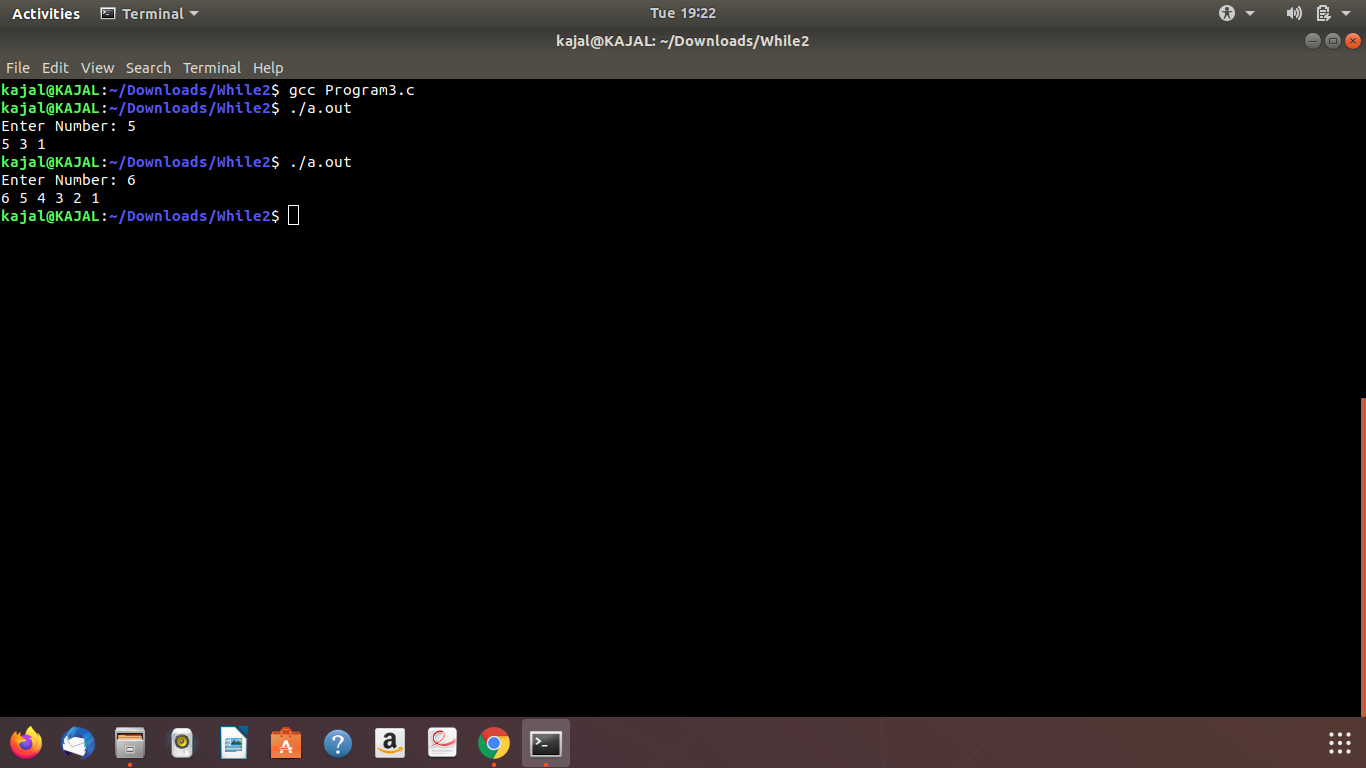 Activities Terminal Tue 19:22
kajal@KAJAL: ~/Downloads/While2
File Edit View Search Terminal Help
kajal@KAJAL:~/Downloads/While2$ gcc Program3.c
kajal@KAJAL:~/Downloads/While2$ ./a.out
Enter Number: 5
5 3 1
kajal@KAJAL:~/Downloads/While2$ ./a.out
Enter Number: 6
6 5 4 3 2 1
kajal@KAJAL:~/Downloads/While2$